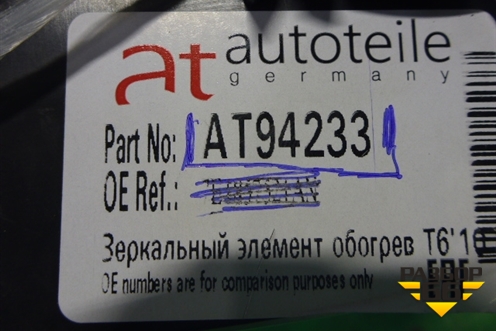 at autoteile
germany
Part No: AT94233
OE Ref.:
Зеркальный элемент обогрев T6'10
OE numbers are for comparison purposes only
РАЗБОР